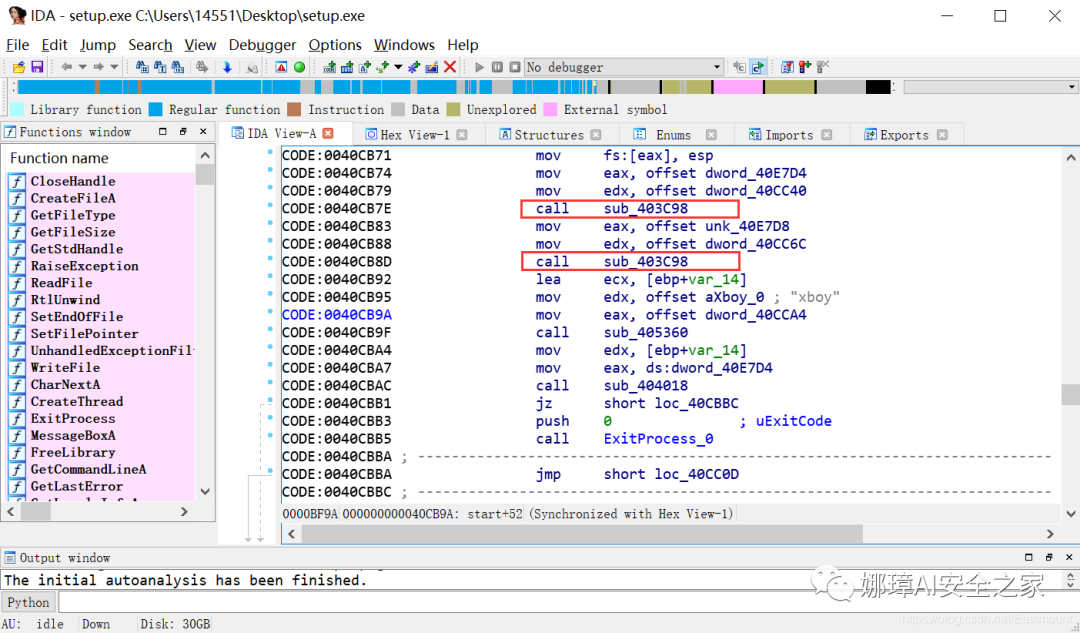 IDA - setup.exe C:\Users\14551\Desktop\setup.exe
File Edit Jump Search View Debugger Options Windows Help
No debugger
Library function Regular function Instruction Data Unexplored External symbol
Functions window
IDA View-A Hex View-1 Structures Enums Imports Exports
Function name
CloseHandle
CreateFileA
GetFileType
GetFileSize
GetStdHandle
RaiseException
ReadFile
RtlUnwind
SetEndOfFile
SetFilePointer
UnhandledExceptionFil
WriteFile
CharNextA
CreateThread
ExitProcess
MessageBoxA
FreeLibrary
GetCommandLineA
GetLastError
CODE:0040CB71 mov fs:[eax], esp
CODE:0040CB74 mov eax, offset dword_40E7D4
CODE:0040CB79 mov edx, offset dword_40CC40
CODE:0040CB7E call sub_403C98
CODE:0040CB83 mov eax, offset unk_40E7D8
CODE:0040CB88 mov edx, offset dword_40CC6C
CODE:0040CB8D call sub_403C98
CODE:0040CB92 lea ecx, [ebp+var_14]
CODE:0040CB95 mov edx, offset aXboy_0 ; "xboy"
CODE:0040CB9A mov eax, offset dword_40CCA4
CODE:0040CB9F call sub_405360
CODE:0040CBA4 mov edx, [ebp+var_14]
CODE:0040CBA7 mov eax, ds:dword_40E7D4
CODE:0040CBAC call sub_404018
CODE:0040CBB1 jz short loc_40CBBC
CODE:0040CBB3 push 0 ; uExitCode
CODE:0040CBB5 call ExitProcess_0
CODE:0040CBBA ; ---------------------------------------------------------------------------
CODE:0040CBBA jmp short loc_40CC0D
CODE:0040CBBC ; ---------------------------------------------------------------------------
0000BF9A 000000000040CB9A: start+52 (Synchronized with Hex View-1)
Output window
The initial autoanalysis has been finished.
Python
AU: idle Down Disk: 30GB
娜璋AI安全之家
https://blog.csdn.net/Eastmount